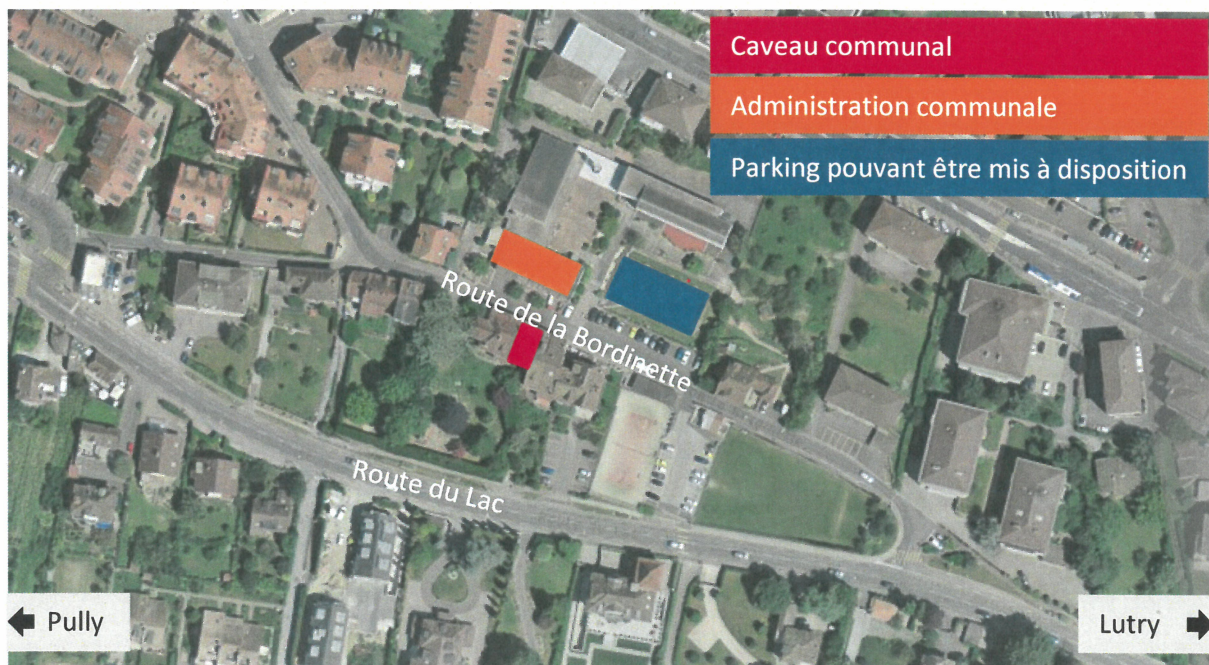 Caveau communal
Administration communale
Parking pouvant être mis à disposition
Route de la Bordinette
Route du Lac
Pully
Lutry